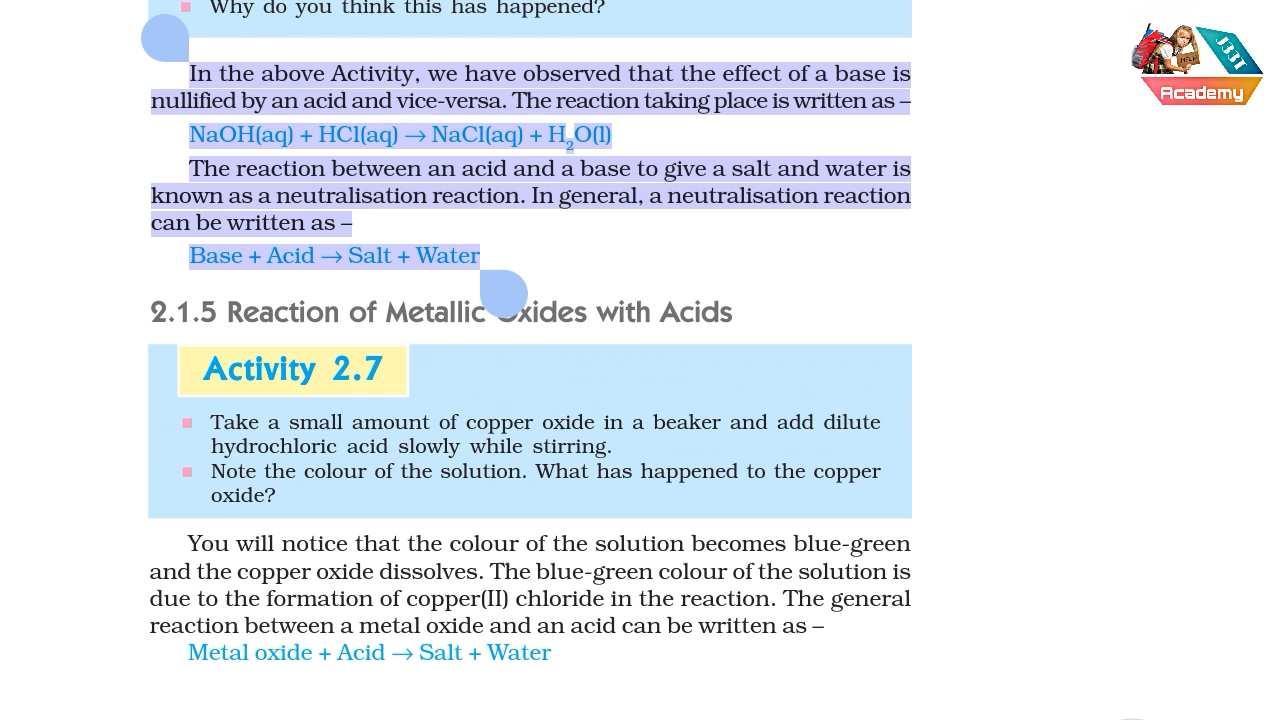 Why do you think this has happened?
In the above Activity, we have observed that the effect of a base is
nullified by an acid and vice-versa. The reaction taking place is written as –
NaOH(aq) + HCl(aq) → NaCl(aq) + H₂O(l)
The reaction between an acid and a base to give a salt and water is
known as a neutralisation reaction. In general, a neutralisation reaction
can be written as –
Base + Acid → Salt + Water
2.1.5 Reaction of Metallic Oxides with Acids
Activity 2.7
Take a small amount of copper oxide in a beaker and add dilute
hydrochloric acid slowly while stirring.
Note the colour of the solution. What has happened to the copper
oxide?
You will notice that the colour of the solution becomes blue-green
and the copper oxide dissolves. The blue-green colour of the solution is
due to the formation of copper(II) chloride in the reaction. The general
reaction between a metal oxide and an acid can be written as –
Metal oxide + Acid → Salt + Water
HELP
Academy